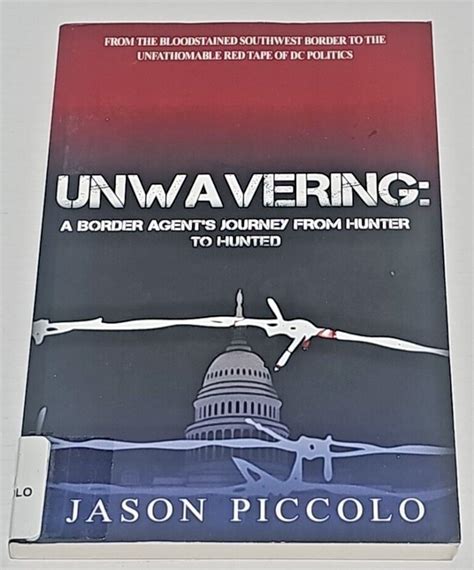 FROM THE BLOODSTAINED SOUTHWEST BORDER TO THE
UNFATHOMABLE RED TAPE OF DC POLITICS
UNWAVERING:
A BORDER AGENT'S JOURNEY FROM HUNTER
TO HUNTED
OLO
JASON PICCOLO